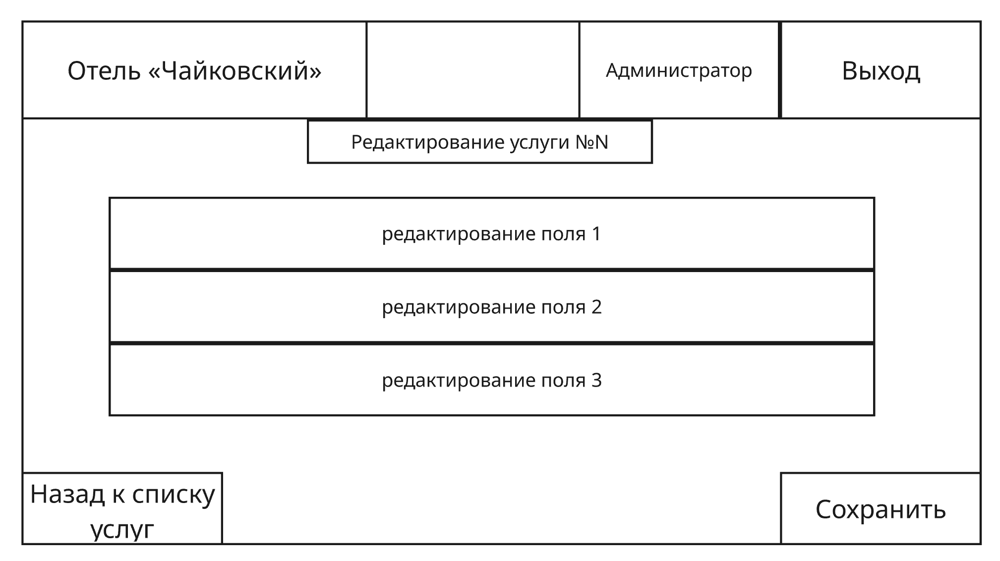 Отель «Чайковский»
Администратор
Выход
Редактирование услуги №N
редактирование поля 1
редактирование поля 2
редактирование поля 3
Назад к списку
услуг
Сохранить